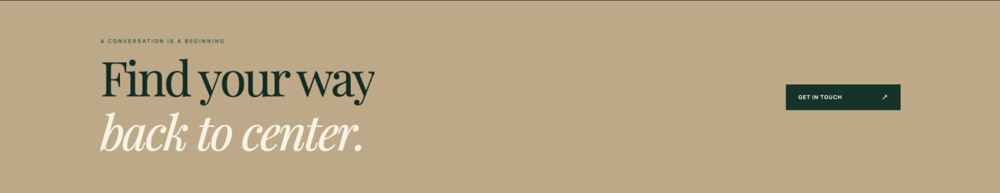 A CONVERSATION IS A BEGINNING
Find your way
back to center.
GET IN TOUCH ↗